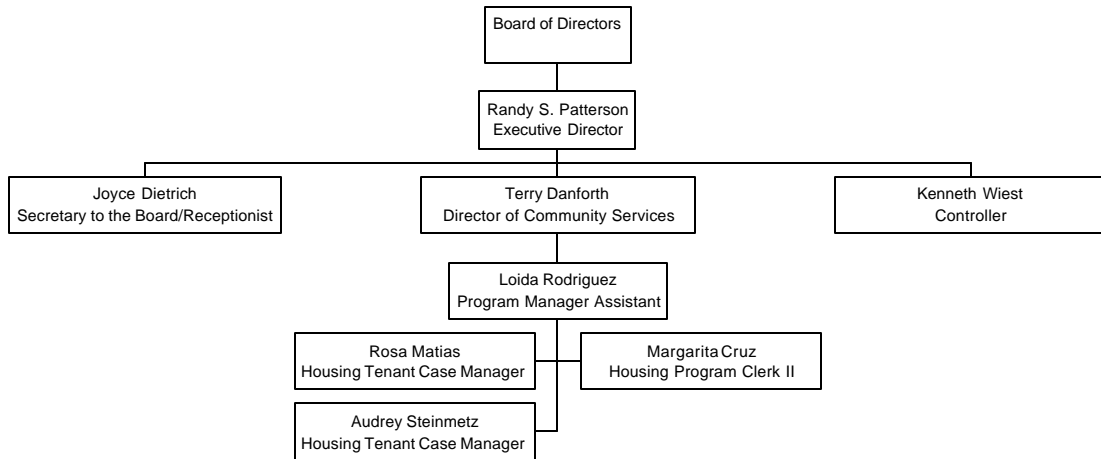 Board of Directors
Randy S. Patterson
Executive Director
Joyce Dietrich
Secretary to the Board/Receptionist
Terry Danforth
Director of Community Services
Kenneth Wiest
Controller
Loida Rodriguez
Program Manager Assistant
Rosa Matias
Housing Tenant Case Manager
Margarita Cruz
Housing Program Clerk II
Audrey Steinmetz
Housing Tenant Case Manager